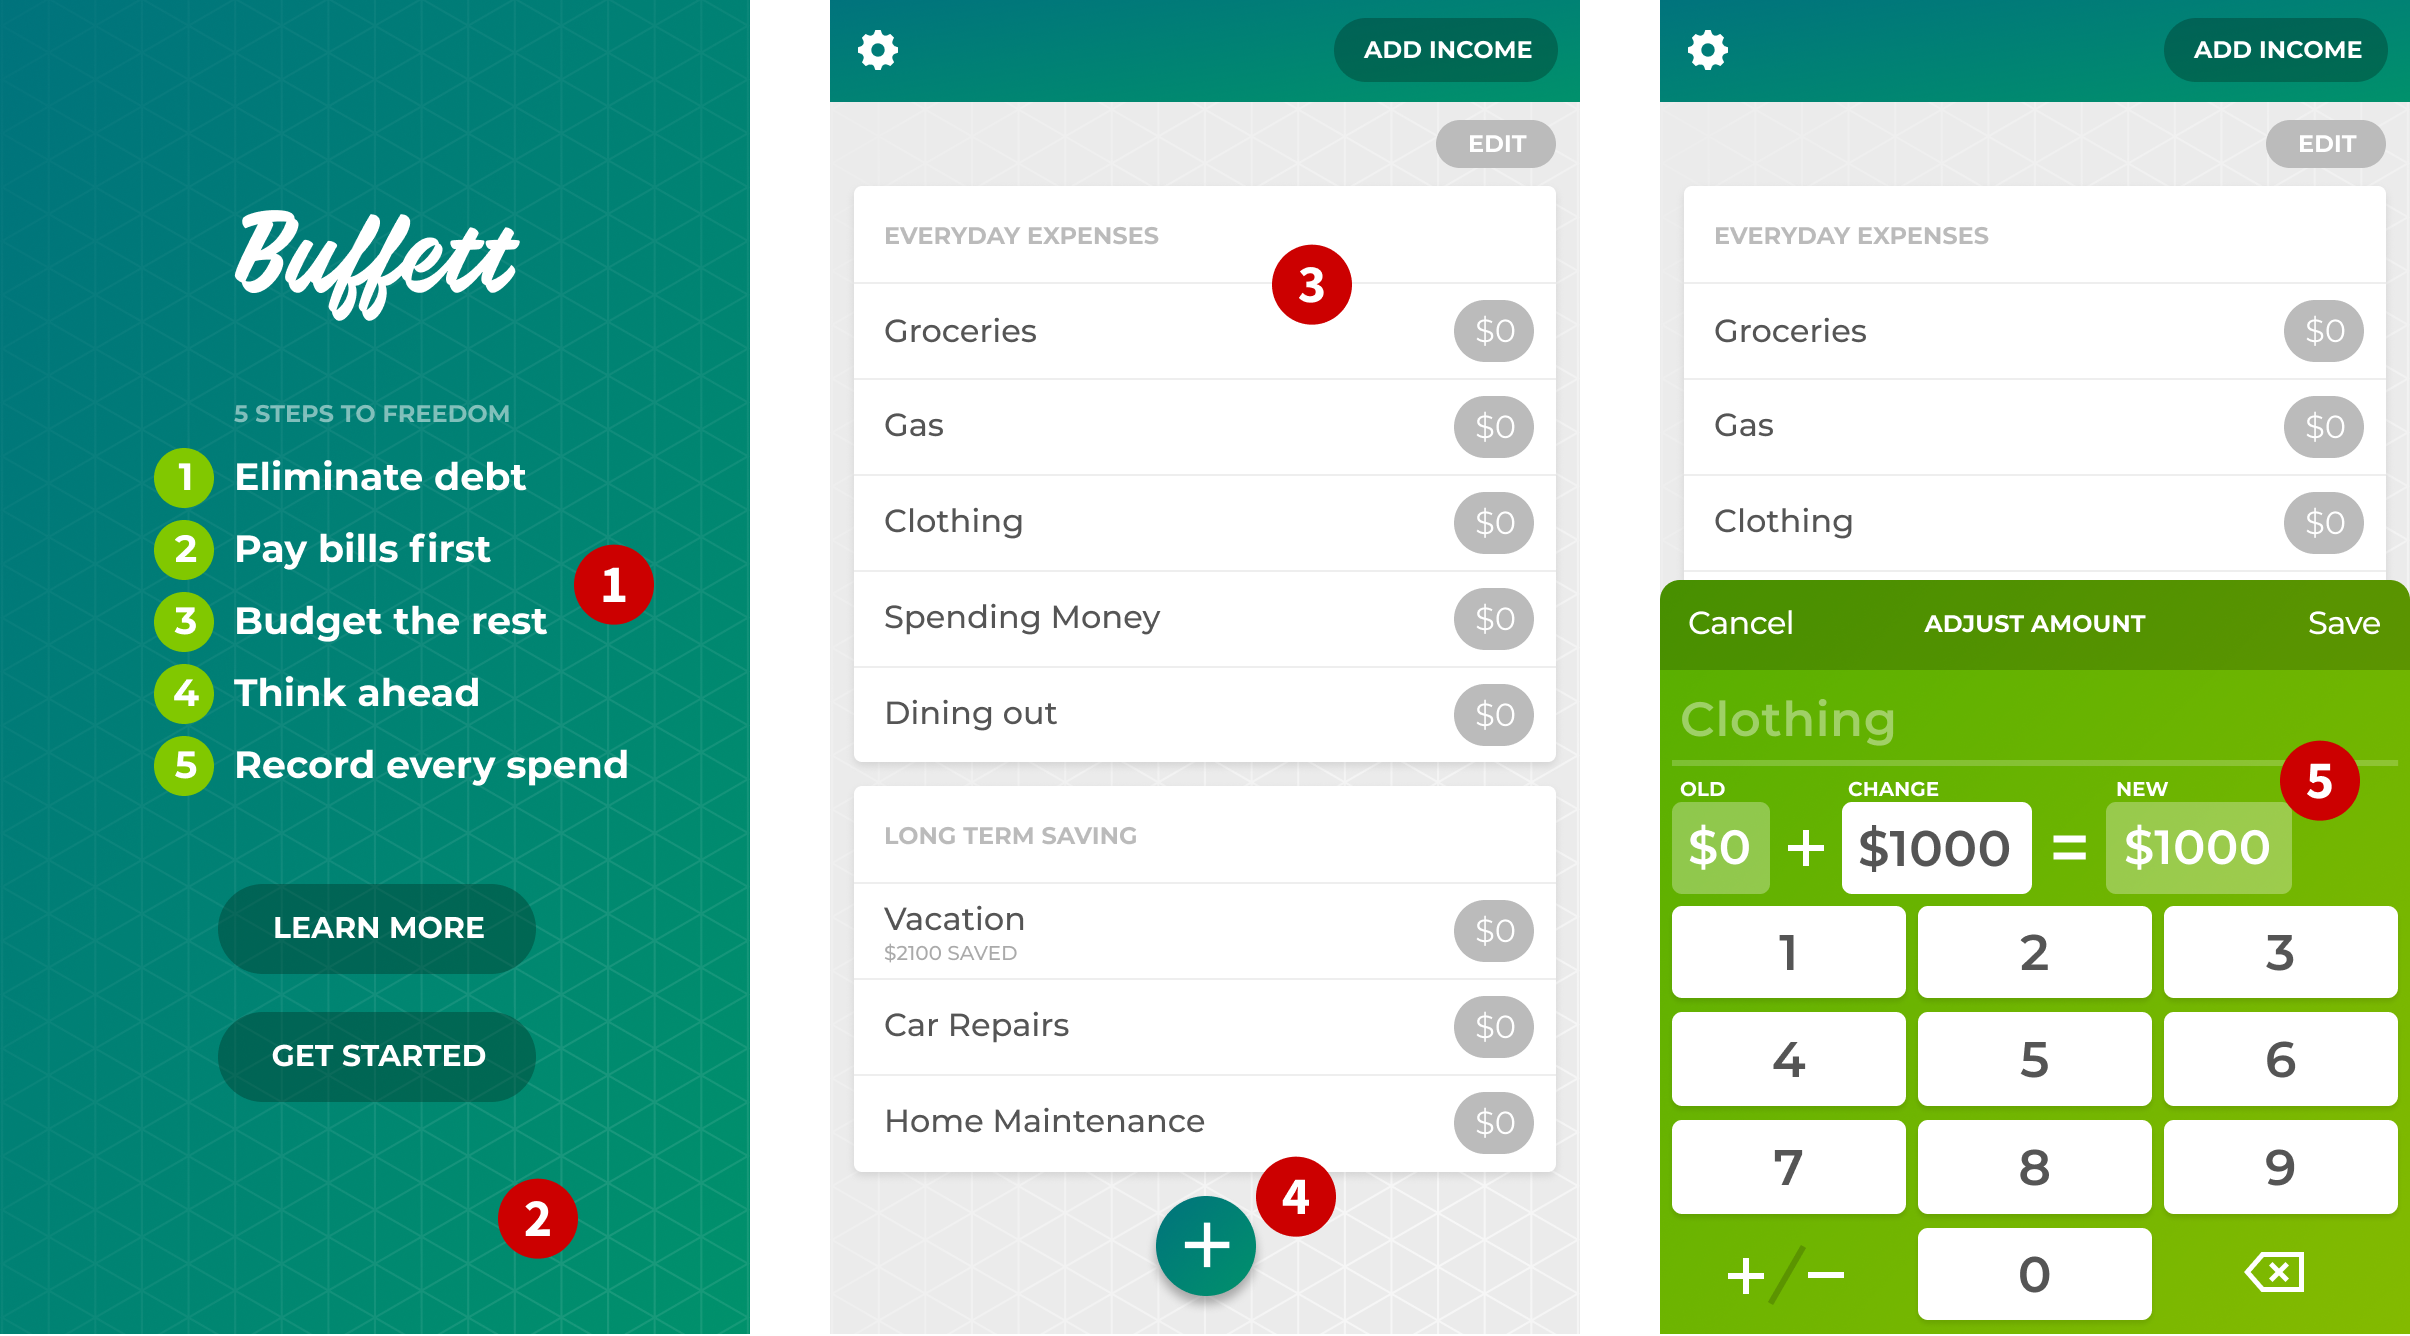 Buffett
5 STEPS TO FREEDOM
1 Eliminate debt
2 Pay bills first
1
3 Budget the rest
4 Think ahead
5 Record every spend
LEARN MORE
GET STARTED
2
ADD INCOME
EDIT
EVERYDAY EXPENSES
3
Groceries $0
Gas $0
Clothing $0
Spending Money $0
Dining out $0
LONG TERM SAVING
Vacation $0
$2100 SAVED
Car Repairs $0
Home Maintenance $0
4
+
ADD INCOME
EDIT
EVERYDAY EXPENSES
Groceries $0
Gas $0
Clothing $0
Cancel ADJUST AMOUNT Save
Clothing
5
OLD CHANGE NEW
$0 + $1000 = $1000
1 2 3
4 5 6
7 8 9
+/− 0